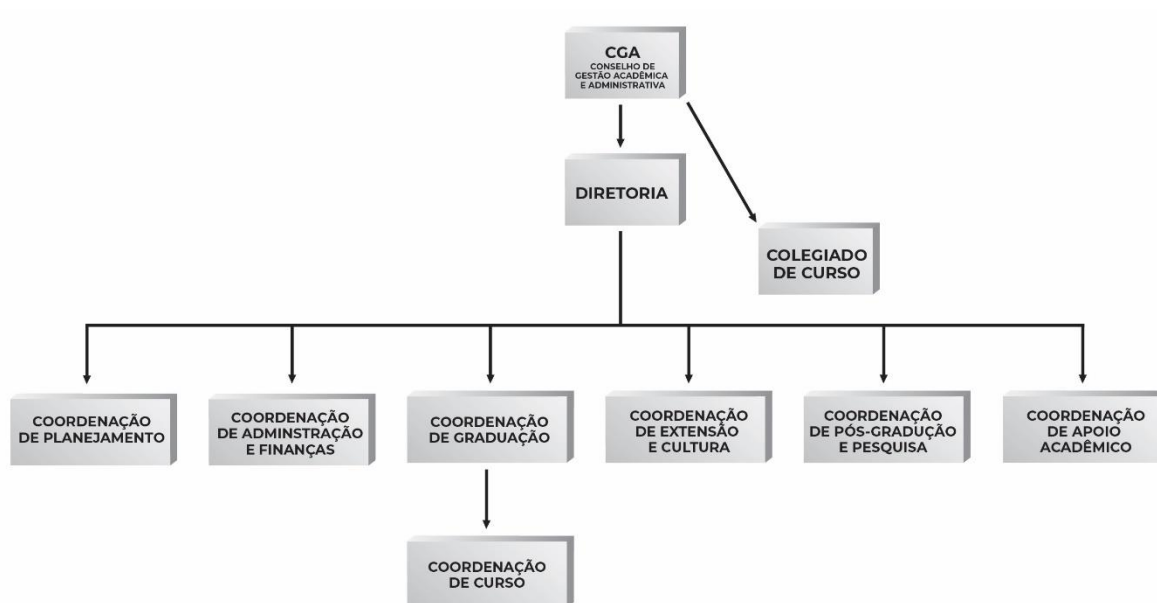 CGA
CONSELHO DE
GESTÃO ACADÊMICA
E ADMINISTRATIVA
DIRETORIA
COLEGIADO
DE CURSO
COORDENAÇÃO
DE PLANEJAMENTO
COORDENAÇÃO
DE ADMINSTRAÇÃO
E FINANÇAS
COORDENAÇÃO
DE GRADUAÇÃO
COORDENAÇÃO
DE EXTENSÃO
E CULTURA
COORDENAÇÃO
DE PÓS-GRADUÇÃO
E PESQUISA
COORDENAÇÃO
DE APOIO
ACADÊMICO
COORDENAÇÃO
DE CURSO